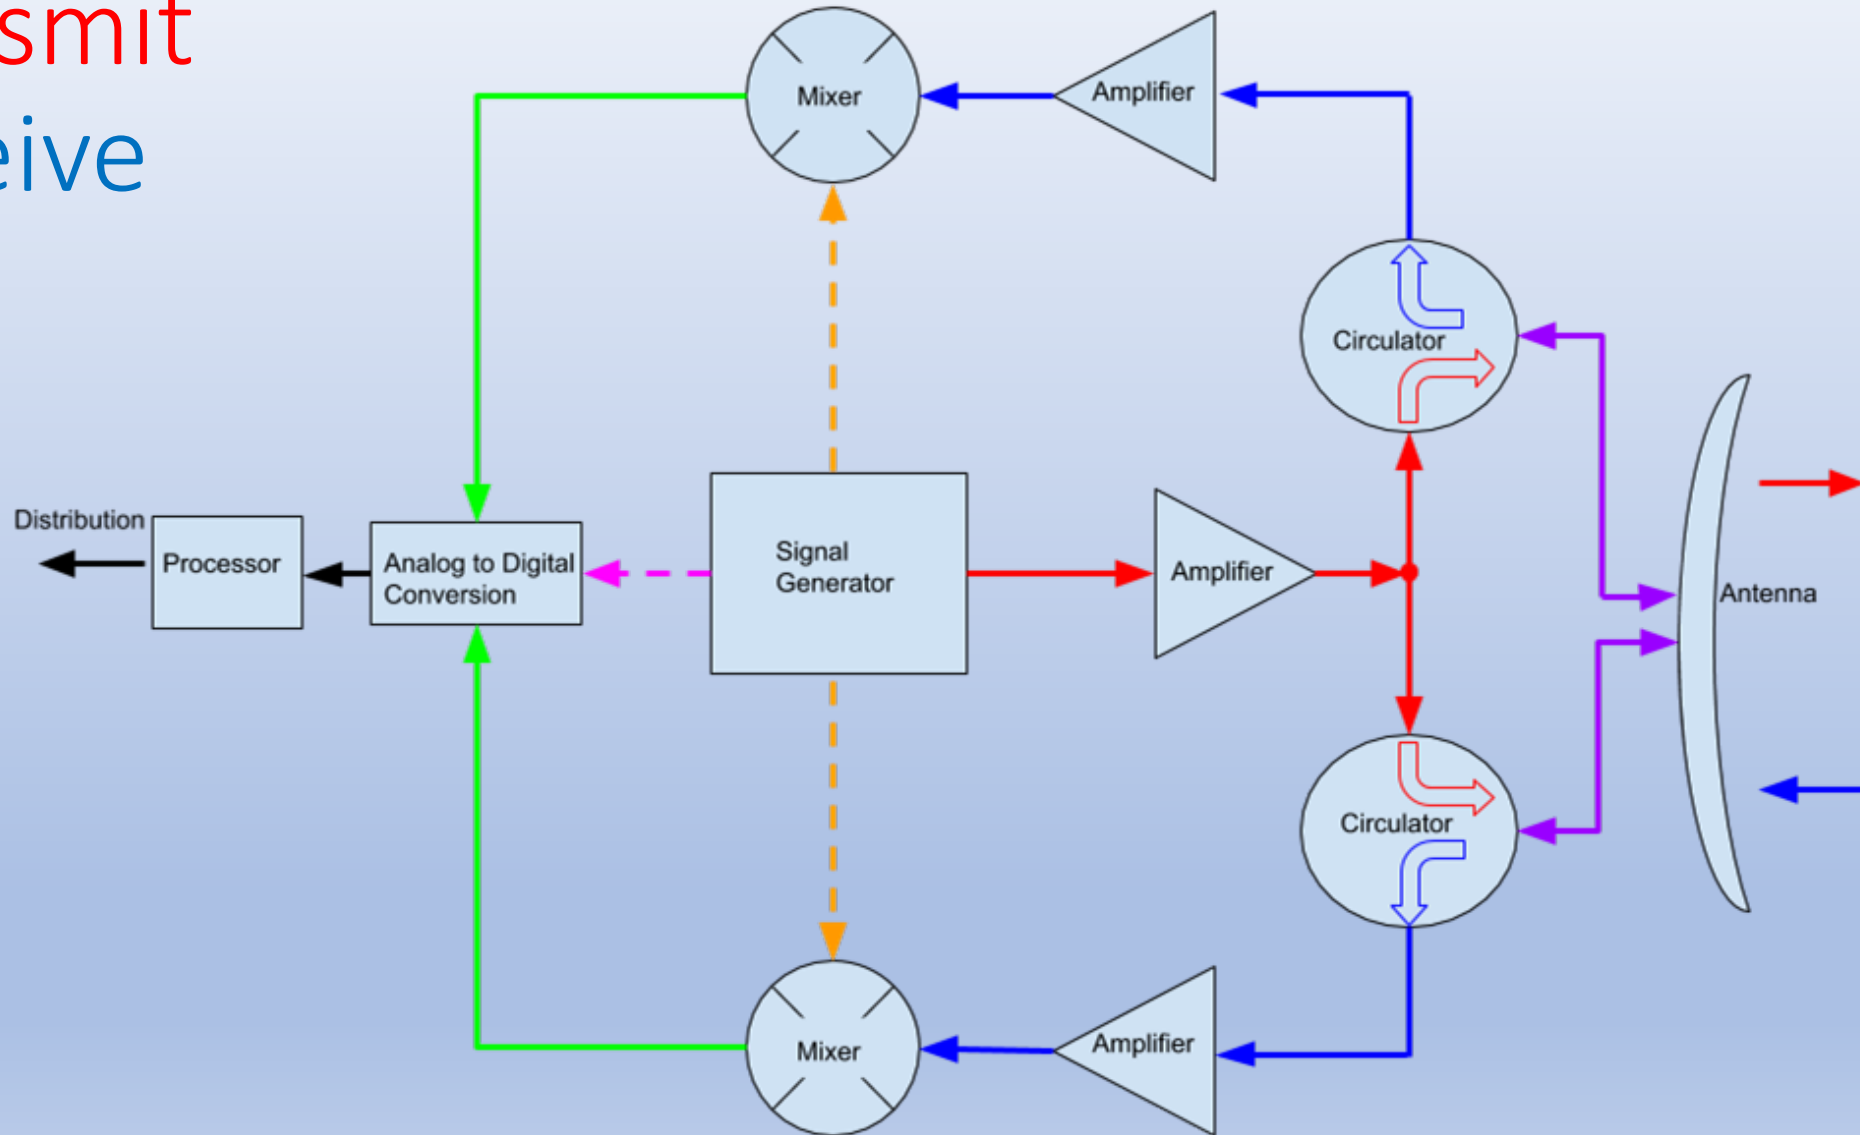 smit
eive
Mixer
Amplifier
Circulator
Distribution
Processor
Analog to Digital
Conversion
Signal
Generator
Amplifier
Antenna
Circulator
Mixer
Amplifier